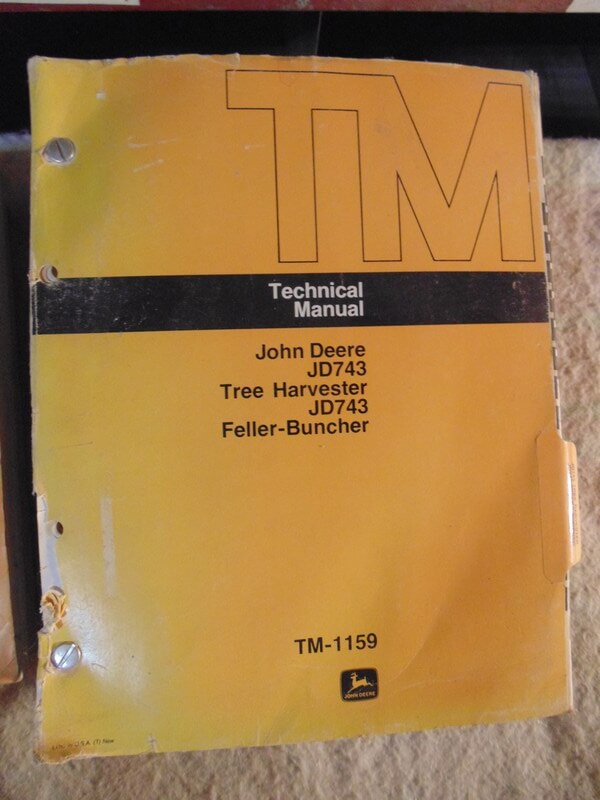 TM
Technical
Manual
John Deere
JD743
Tree Harvester
JD743
Feller-Buncher
TM-1159
JOHN DEERE